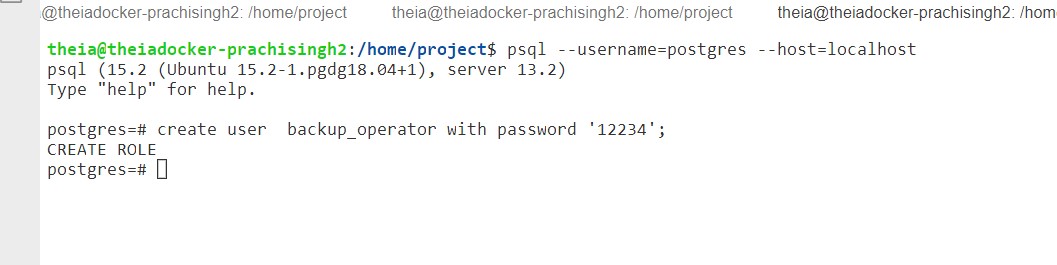 @theiadocker-prachisingh2: /home/project theia@theiadocker-prachisingh2: /home/project theia@theiadocker-prachisingh2: /hom
theia@theiadocker-prachisingh2:/home/project$ psql --username=postgres --host=localhost
psql (15.2 (Ubuntu 15.2-1.pgdg18.04+1), server 13.2)
Type "help" for help.
postgres=# create user  backup_operator with password '12234';
CREATE ROLE
postgres=#